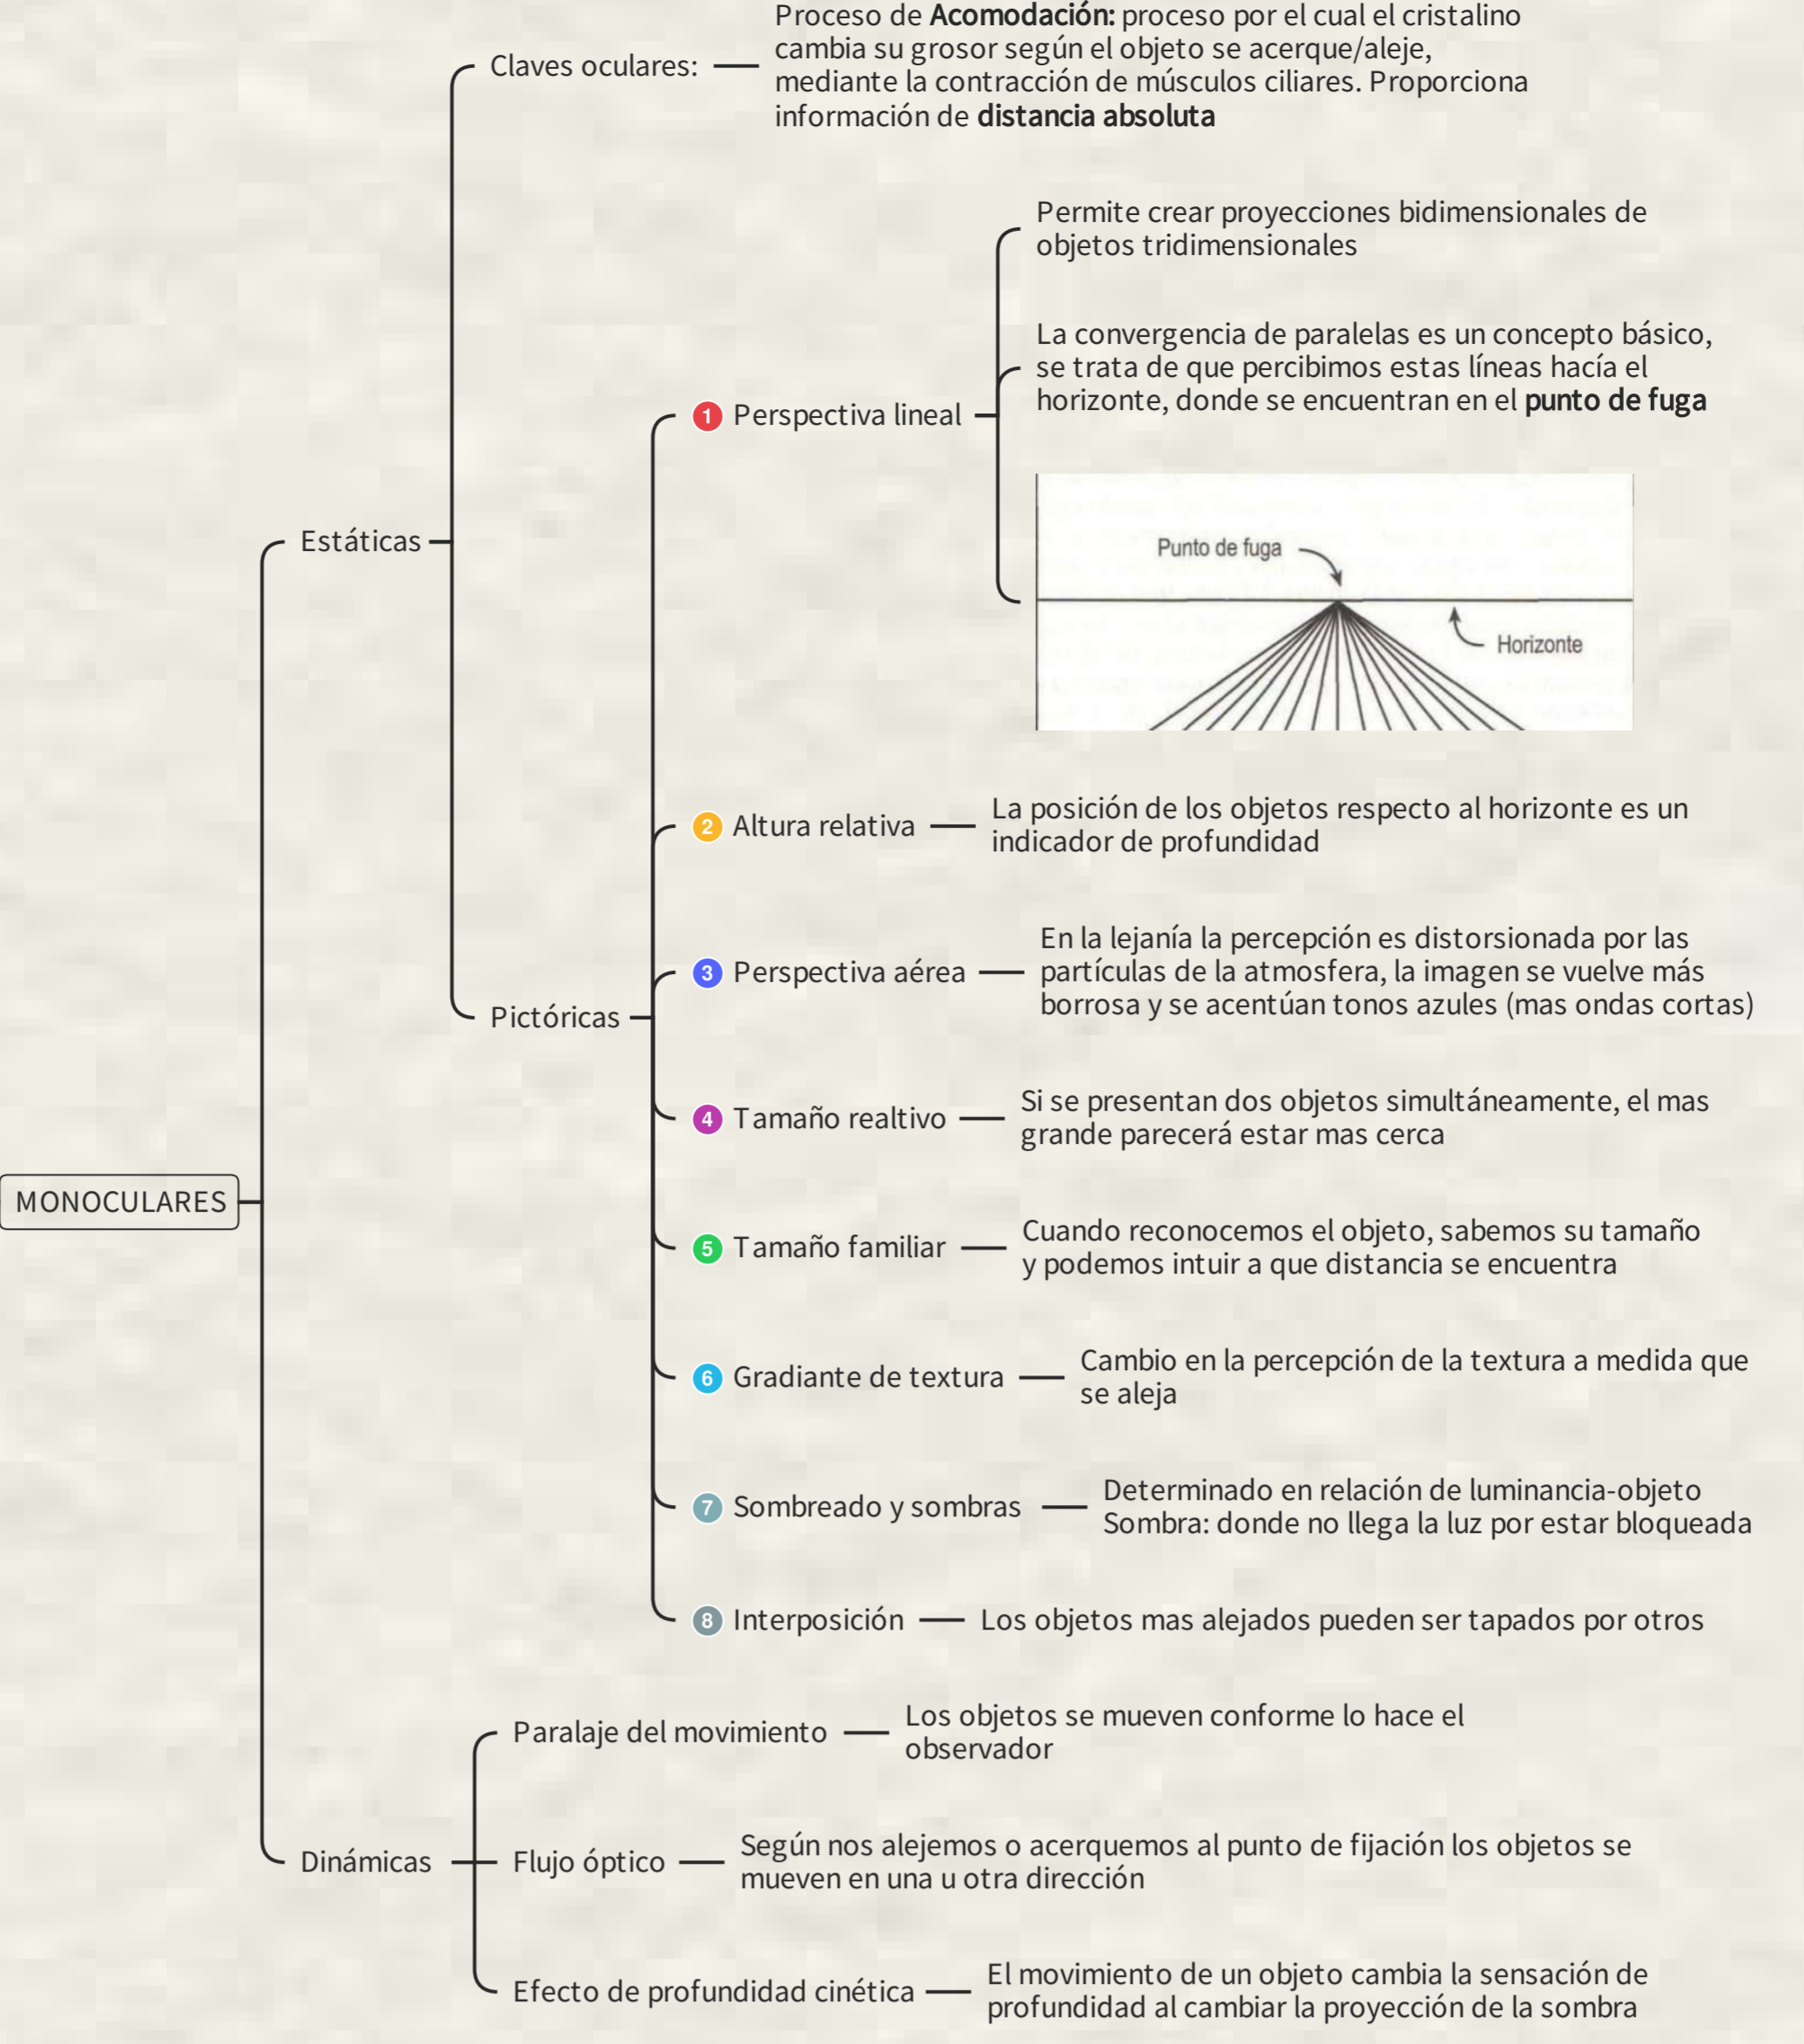 Proceso de Acomodación: proceso por el cual el cristalino
cambia su grosor según el objeto se acerque/aleje,
mediante la contracción de músculos ciliares. Proporciona
información de distancia absoluta
Claves oculares:
Permite crear proyecciones bidimensionales de
objetos tridimensionales
La convergencia de paralelas es un concepto básico,
se trata de que percibimos estas líneas hacía el
horizonte, donde se encuentran en el punto de fuga
1 Perspectiva lineal
Punto de fuga
Horizonte
Estáticas
2 Altura relativa
La posición de los objetos respecto al horizonte es un
indicador de profundidad
3 Perspectiva aérea
En la lejanía la percepción es distorsionada por las
partículas de la atmosfera, la imagen se vuelve más
borrosa y se acentúan tonos azules (mas ondas cortas)
Pictóricas
4 Tamaño realtivo
Si se presentan dos objetos simultáneamente, el mas
grande parecerá estar mas cerca
MONOCULARES
5 Tamaño familiar
Cuando reconocemos el objeto, sabemos su tamaño
y podemos intuir a que distancia se encuentra
6 Gradiante de textura
Cambio en la percepción de la textura a medida que
se aleja
7 Sombreado y sombras
Determinado en relación de luminancia-objeto
Sombra: donde no llega la luz por estar bloqueada
8 Interposición
Los objetos mas alejados pueden ser tapados por otros
Paralaje del movimiento
Los objetos se mueven conforme lo hace el
observador
Dinámicas
Flujo óptico
Según nos alejemos o acerquemos al punto de fijación los objetos se
mueven en una u otra dirección
Efecto de profundidad cinética
El movimiento de un objeto cambia la sensación de
profundidad al cambiar la proyección de la sombra